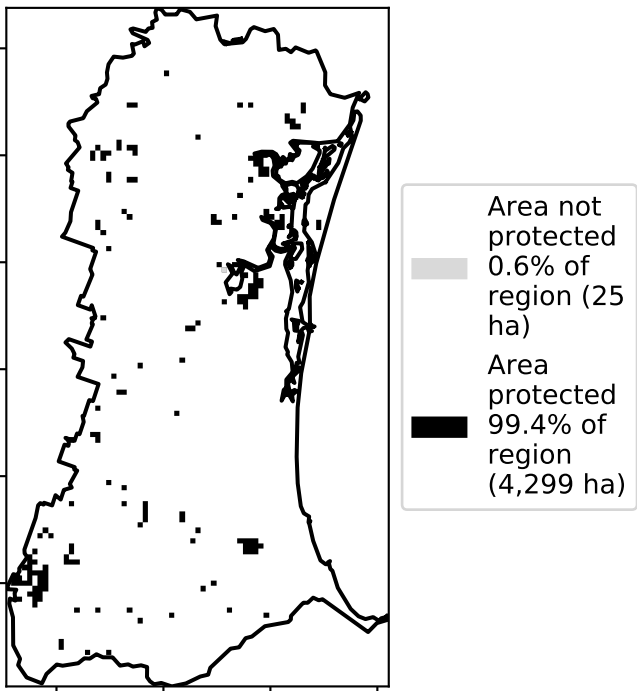 Area not
protected
0.6% of
region (25
ha)
Area
protected
99.4% of
region
(4,299 ha)